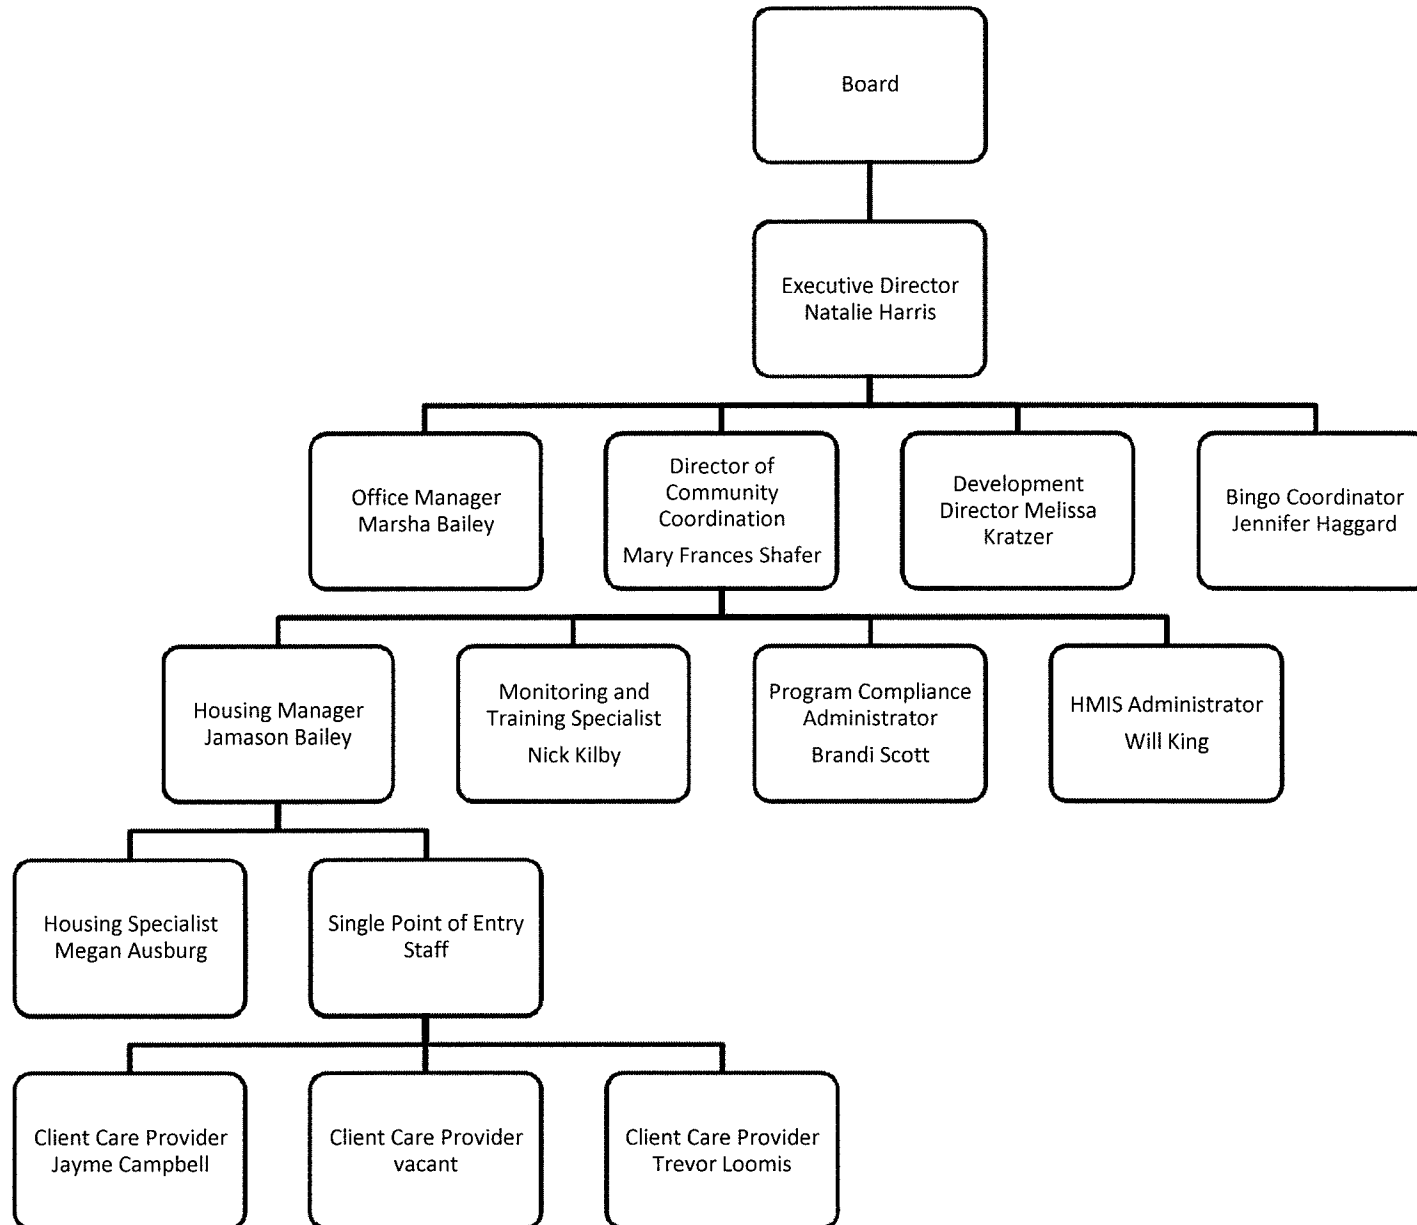 Board
Executive Director
Natalie Harris
Office Manager
Marsha Bailey
Director of
Community
Coordination
Mary Frances Shafer
Development
Director Melissa
Kratzer
Bingo Coordinator
Jennifer Haggard
Housing Manager
Jamason Bailey
Monitoring and
Training Specialist
Nick Kilby
Program Compliance
Administrator
Brandi Scott
HMIS Administrator
Will King
Housing Specialist
Megan Ausburg
Single Point of Entry
Staff
Client Care Provider
Jayme Campbell
Client Care Provider
vacant
Client Care Provider
Trevor Loomis